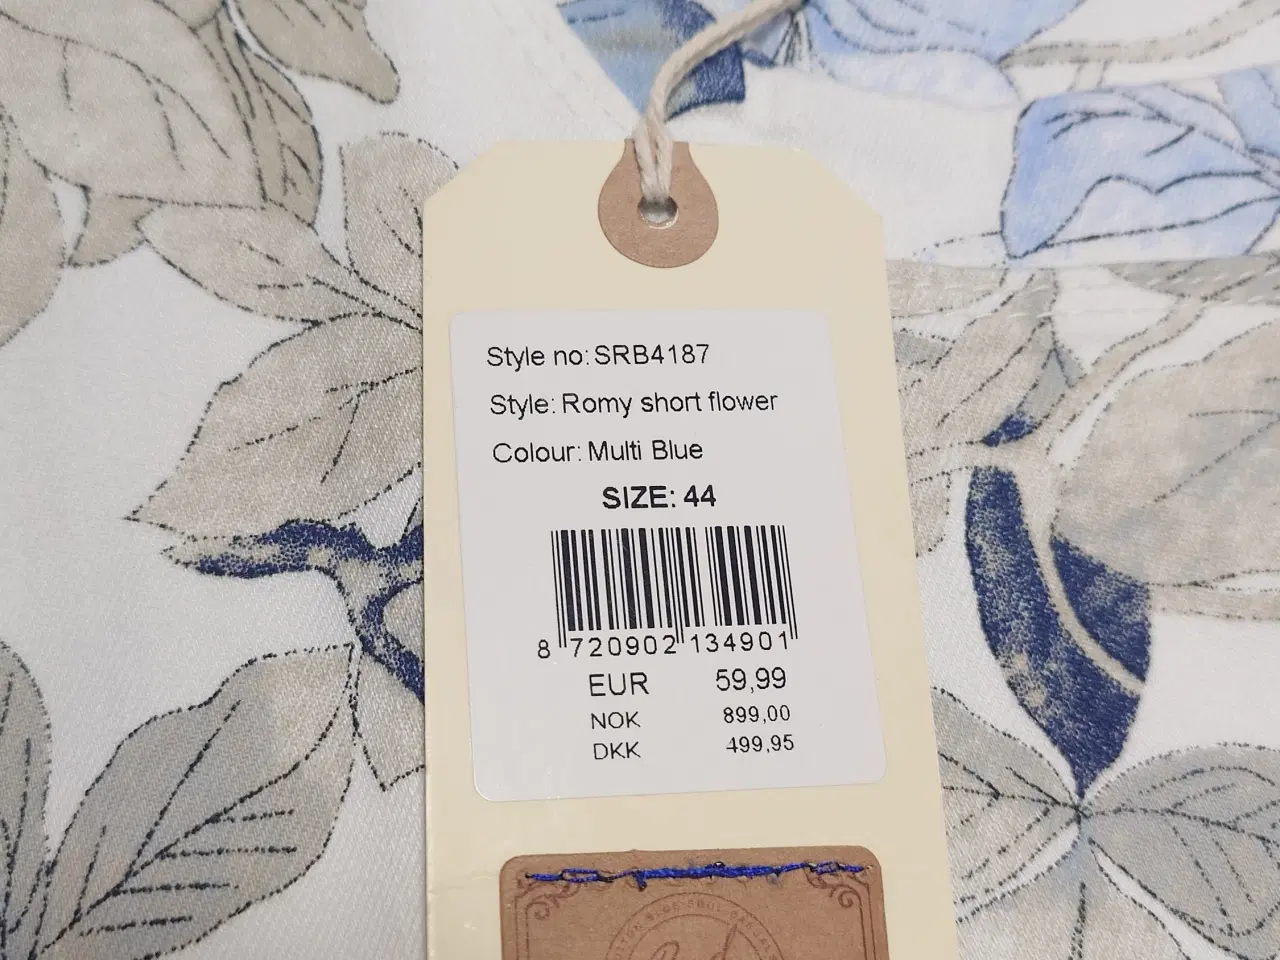 Style no: SRB4187
Style: Romy short flower
Colour: Multi Blue
SIZE: 44
8 720902 134901
EUR 59,99
NOK 899,00
DKK 499,95